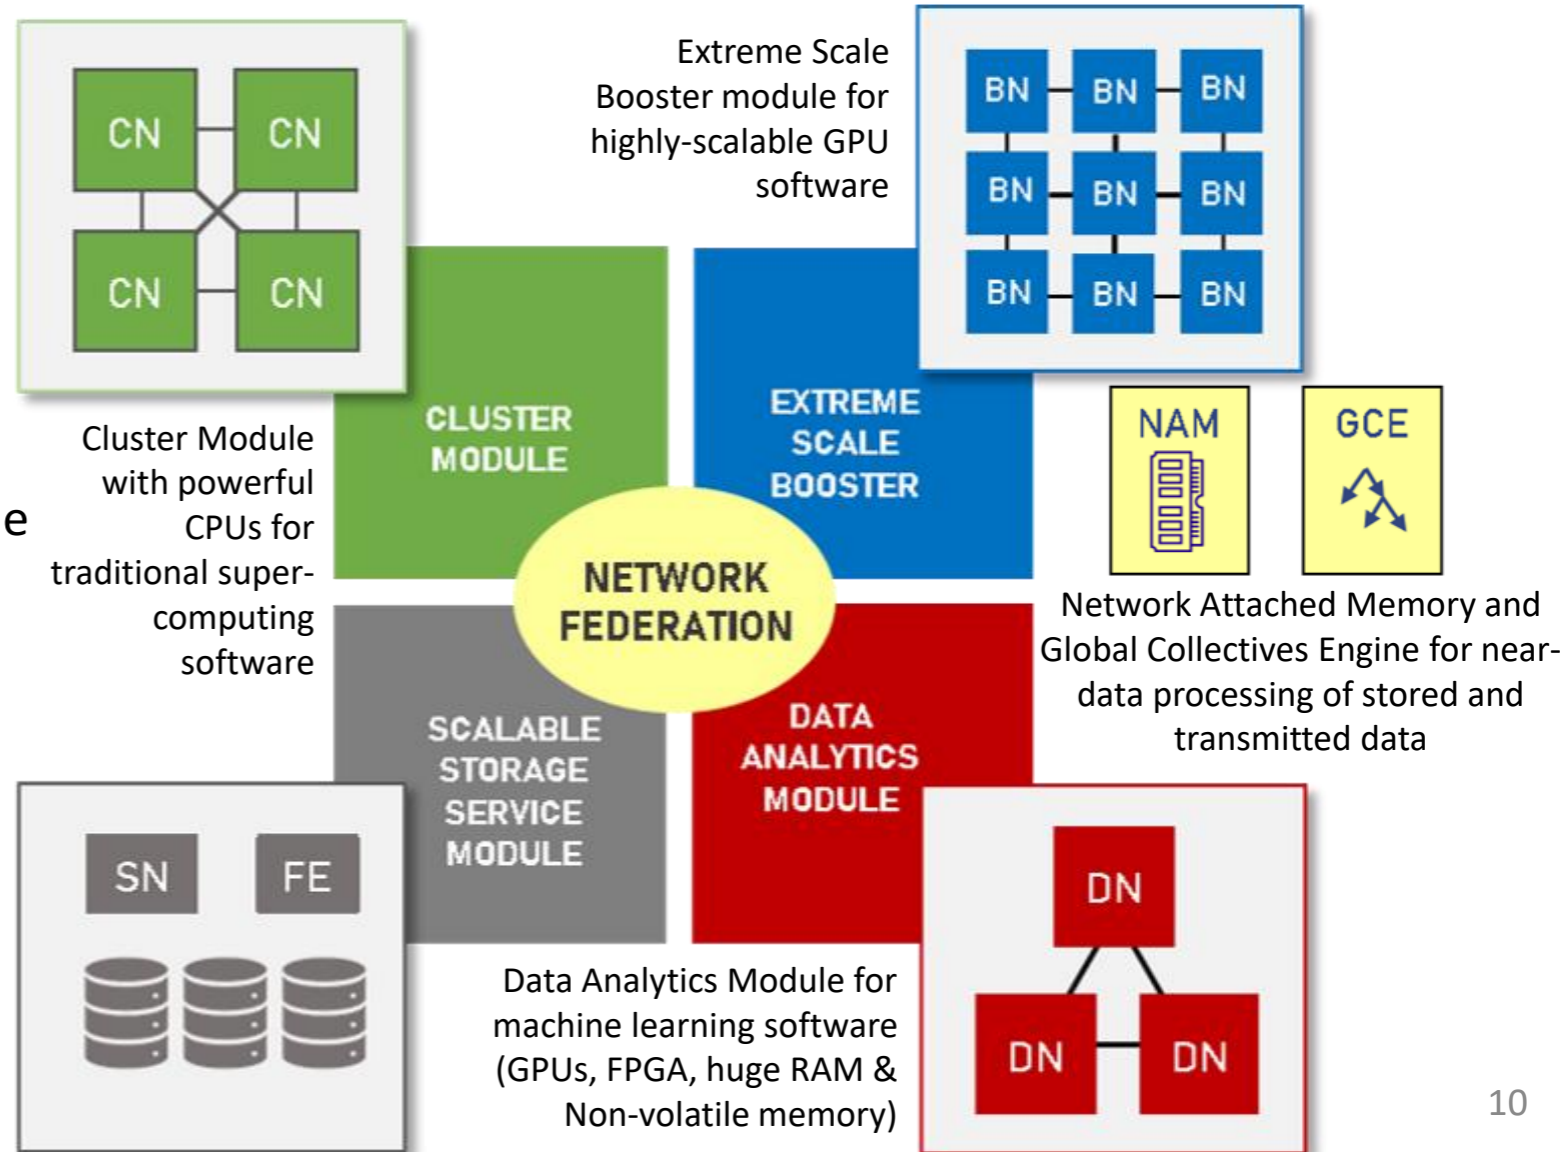 CN CN
CN CN
Extreme Scale
Booster module for
highly-scalable GPU
software
BN BN BN
BN BN BN
BN BN BN
CLUSTER
MODULE
EXTREME
SCALE
BOOSTER
Cluster Module
with powerful
CPUs for
traditional super-
computing
software
e
NETWORK
FEDERATION
NAM
GCE
Network Attached Memory and
Global Collectives Engine for near-
data processing of stored and
transmitted data
SCALABLE
STORAGE
SERVICE
MODULE
DATA
ANALYTICS
MODULE
SN FE
Data Analytics Module for
machine learning software
(GPUs, FPGA, huge RAM &
Non-volatile memory)
DN
DN DN
10